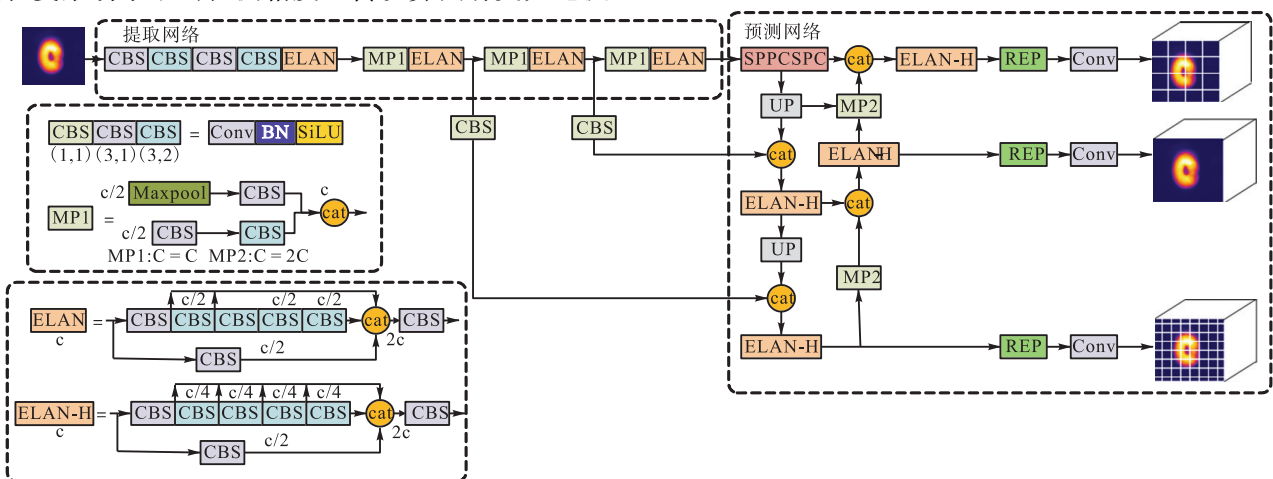 提取网络
CBS CBS CBS CBS ELAN MP1 ELAN MP1 ELAN MP1 ELAN
CBS CBS
CBS CBS CBS = Conv BN SiLU
(1,1) (3,1) (3,2)
c/2 Maxpool CBS c
MP1 = cat
c/2 CBS CBS
MP1:C = C MP2:C = 2C
c/2 c/2 c/2
ELAN = CBS CBS CBS CBS CBS cat CBS
c 2c
c/2
CBS
c/4 c/4 c/4 c/4
ELAN-H = CBS CBS CBS CBS CBS cat CBS
c 2c
c/2
CBS
预测网络
SPPCSPC cat ELAN-H REP Conv
UP MP2
cat ELAN-H REP Conv
ELAN-H cat
UP
MP2
cat
ELAN-H REP Conv